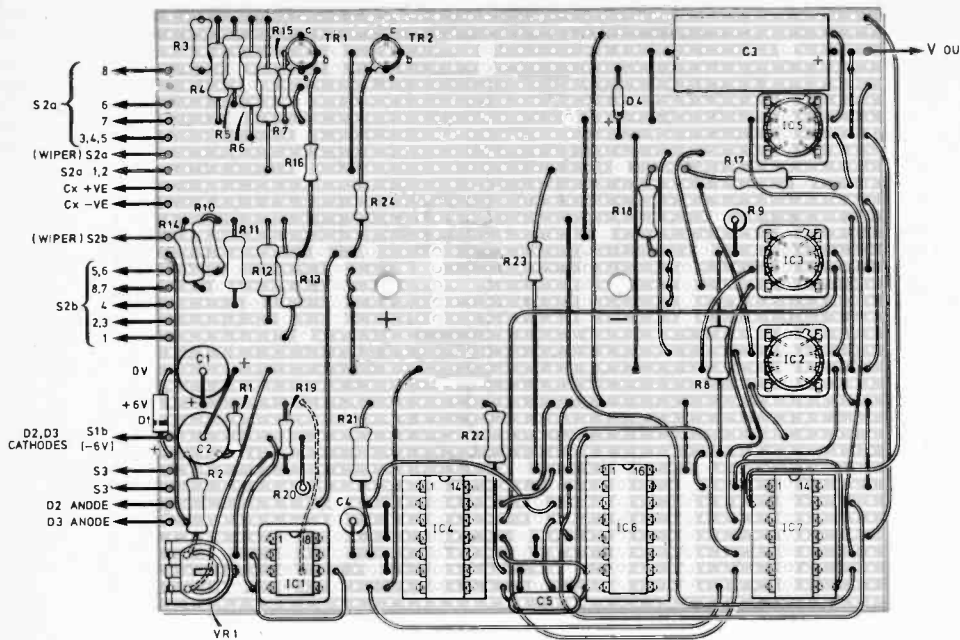 R3
R15
c
TR1
c
TR2
b
b
e
e
C3
+
V OU
8
S2a
R4
D4
+
6
R5
7
R6
R7
IC5
3,4,5
(WIPER) S2a
R16
R17
S2a 1,2
Cx +VE
R24
R18
Cx -VE
R14
R10
R9
(WIPER) S2b
R11
R12
R13
R23
IC3
5,6
8,7
S2b
4
+
−
2,3
1
IC2
C1
+
R8
0V
+
+6V
R1
R19
D1
S1b
D2,D3
CATHODES
(-6V)
+
C2
R21
R22
S3
R2
R20
1
14
1
16
1
14
S3
D2 ANODE
C4
D3 ANODE
IC4
IC6
IC7
1
8
IC1
C5
VR1